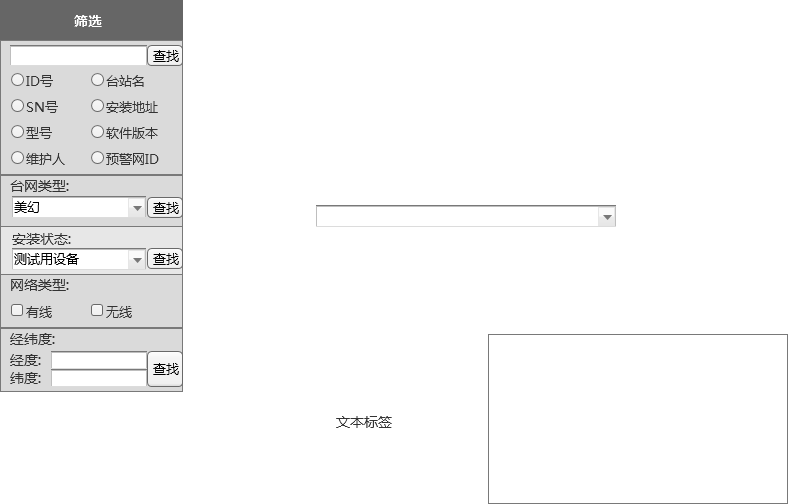 筛选
查找
ID号 台站名
SN号 安装地址
型号 软件版本
维护人 预警网ID
台网类型:
美幻 查找
安装状态:
测试用设备 查找
网络类型:
有线 无线
经纬度:
经度:
查找
纬度:
文本标签